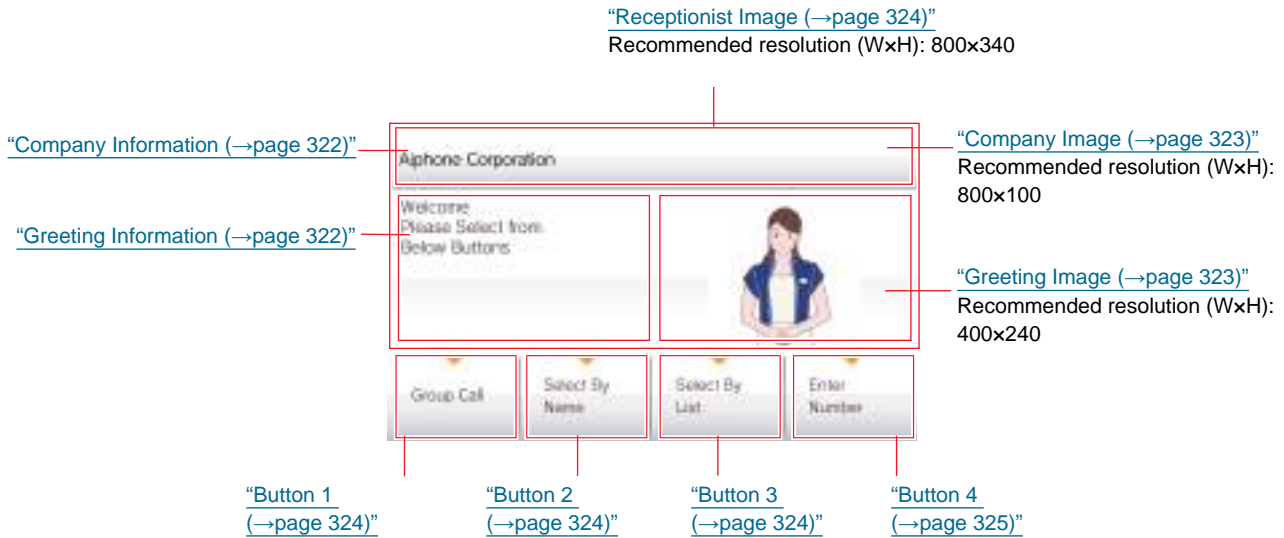 “Receptionist Image (→page 324)”
Recommended resolution (W×H): 800×340
“Company Information (→page 322)”
Aiphone Corporation
“Company Image (→page 323)”
Recommended resolution (W×H):
800×100
“Greeting Information (→page 322)”
Welcome
Please Select from
Below Buttons
“Greeting Image (→page 323)”
Recommended resolution (W×H):
400×240
Group Call
Select By
Name
Select By
List
Enter
Number
“Button 1
(→page 324)”
“Button 2
(→page 324)”
“Button 3
(→page 324)”
“Button 4
(→page 325)”